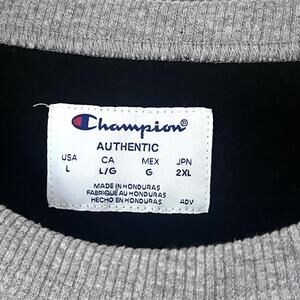 Champion
AUTHENTIC
USA CA MEX JPN
L L/G G 2XL
MADE IN HONDURAS
FABRIQUÉ AU HONDURAS
HECHO EN HONDURAS ADV